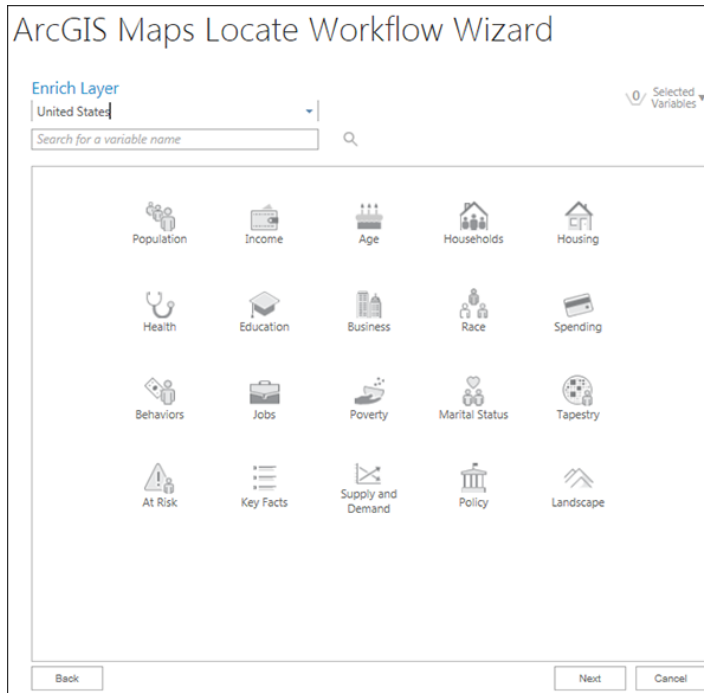 ArcGIS Maps Locate Workflow Wizard
Enrich Layer
United States
0 Selected
Variables
Search for a variable name
Population Income Age Households Housing
Health Education Business Race Spending
Behaviors Jobs Poverty Marital Status Tapestry
At Risk Key Facts Supply and Demand Policy Landscape
Back Next Cancel